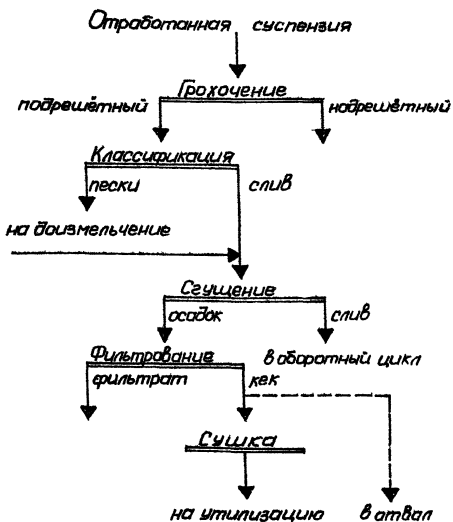 Отработанная суспензия
Грохочение
подрешётный надрешётный
Классификация
пески слив
на доизмельчение
Сгущение
осадок слив
Фильтрование в оборотный цикл
фильтрат кек
Сушка
на утилизацию в отвал